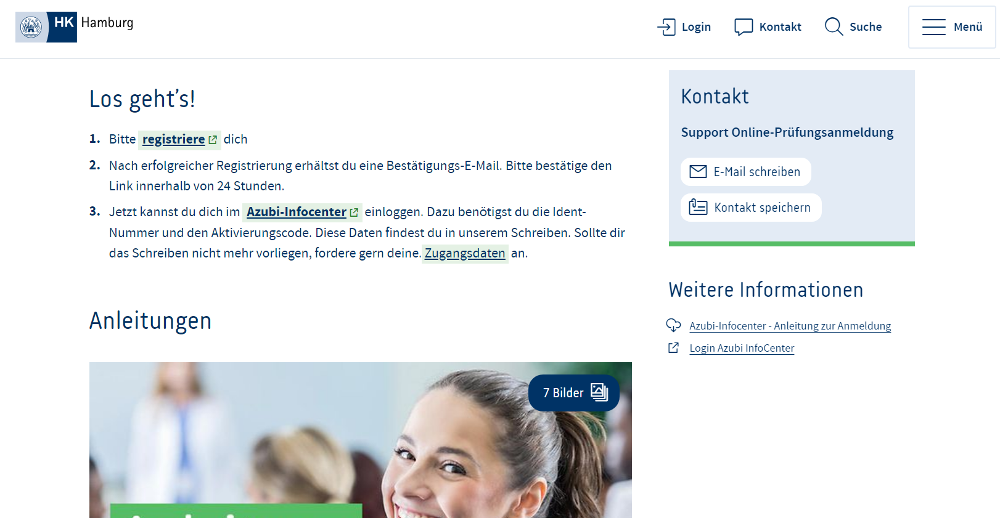 HK Hamburg
Login
Kontakt
Suche
Menü
Los geht’s!
1. Bitte registriere dich
2. Nach erfolgreicher Registrierung erhältst du eine Bestätigungs-E-Mail. Bitte bestätige den
Link innerhalb von 24 Stunden.
3. Jetzt kannst du dich im Azubi-Infocenter einloggen. Dazu benötigst du die Ident-
Nummer und den Aktivierungscode. Diese Daten findest du in unserem Schreiben. Sollte dir
das Schreiben nicht mehr vorliegen, fordere gern deine. Zugangsdaten an.
Anleitungen
7 Bilder
Kontakt
Support Online-Prüfungsanmeldung
E-Mail schreiben
Kontakt speichern
Weitere Informationen
Azubi-Infocenter - Anleitung zur Anmeldung
Login Azubi InfoCenter